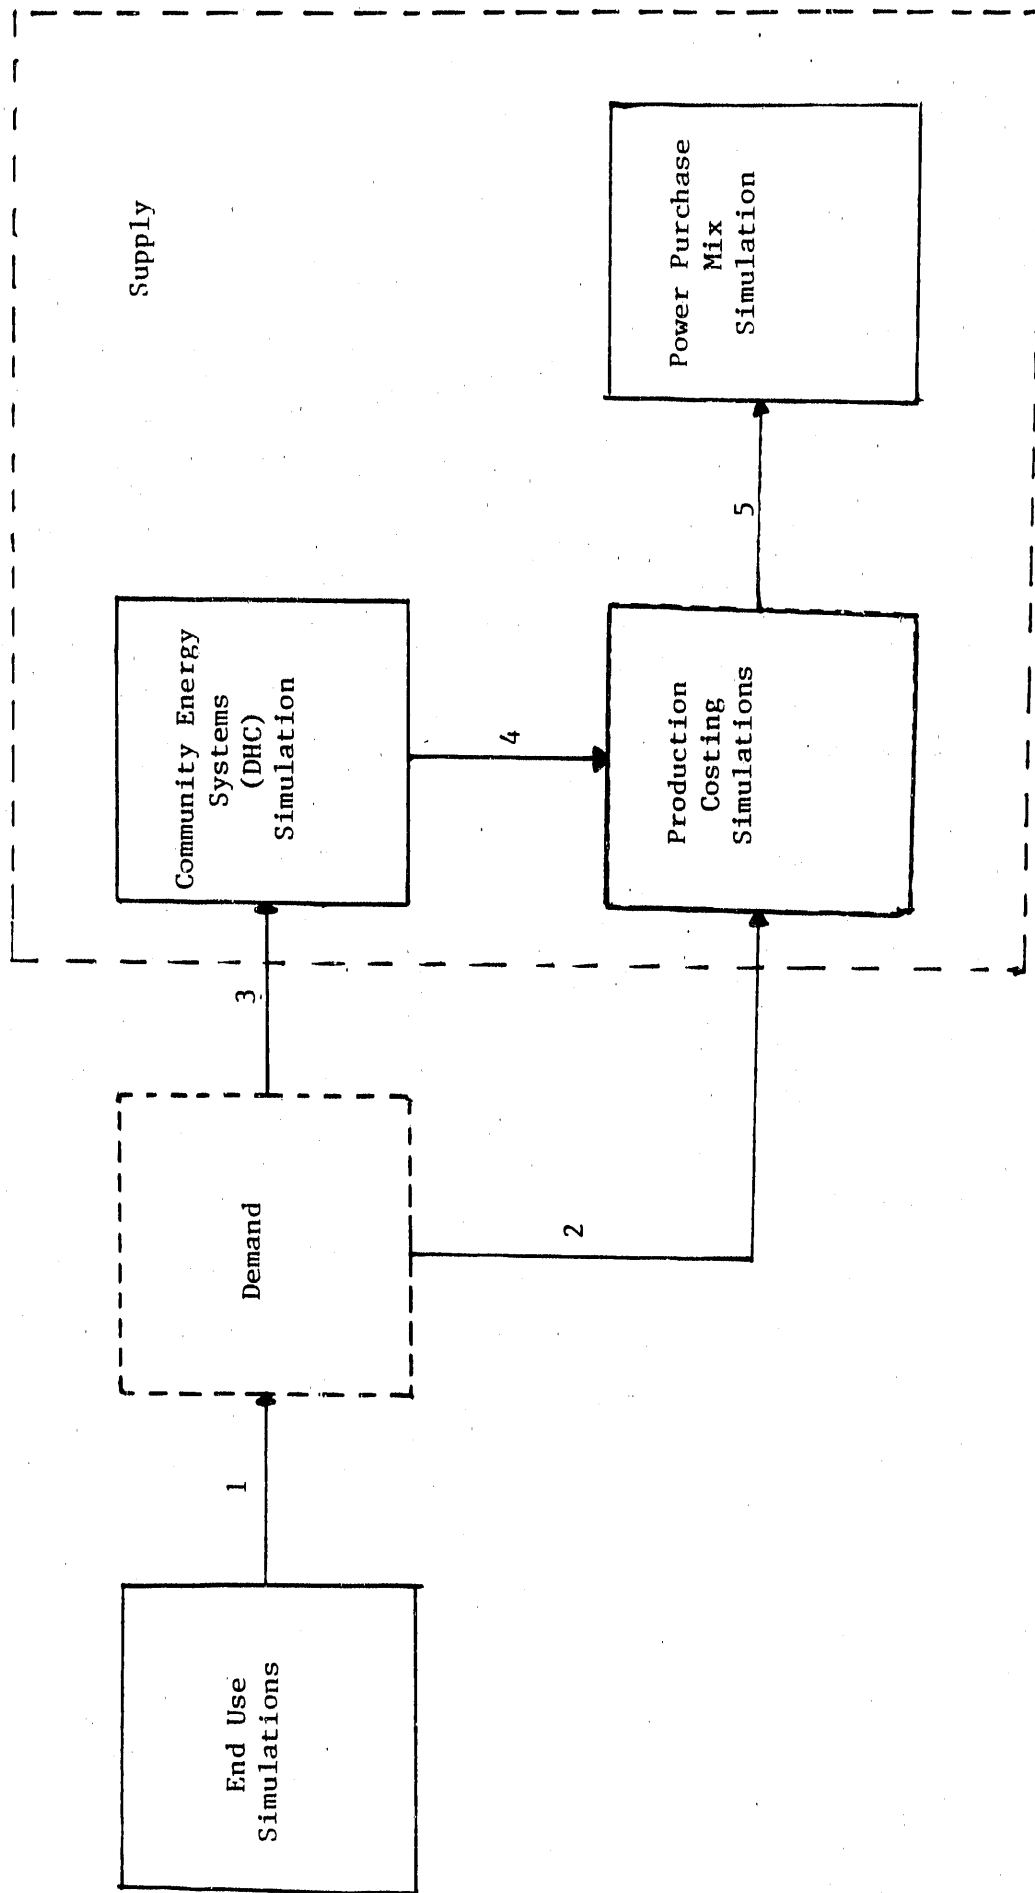 Supply
End Use
Simulations
1
Demand
3
Community Energy
Systems
(DHC)
Simulation
2
4
Production
Costing
Simulations
5
Power Purchase
Mix
Simulation